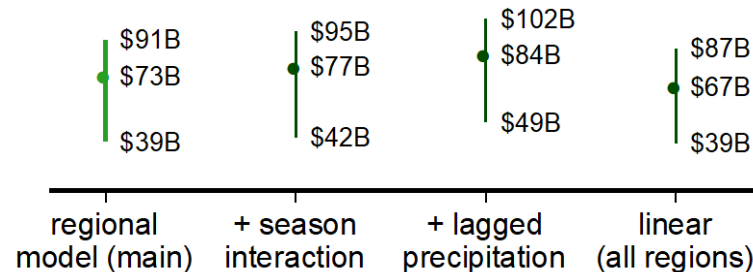 $91B
$73B
$39B
$95B
$77B
$42B
$102B
$84B
$49B
$87B
$67B
$39B
regional
model (main)
+ season
interaction
+ lagged
precipitation
linear
(all regions)